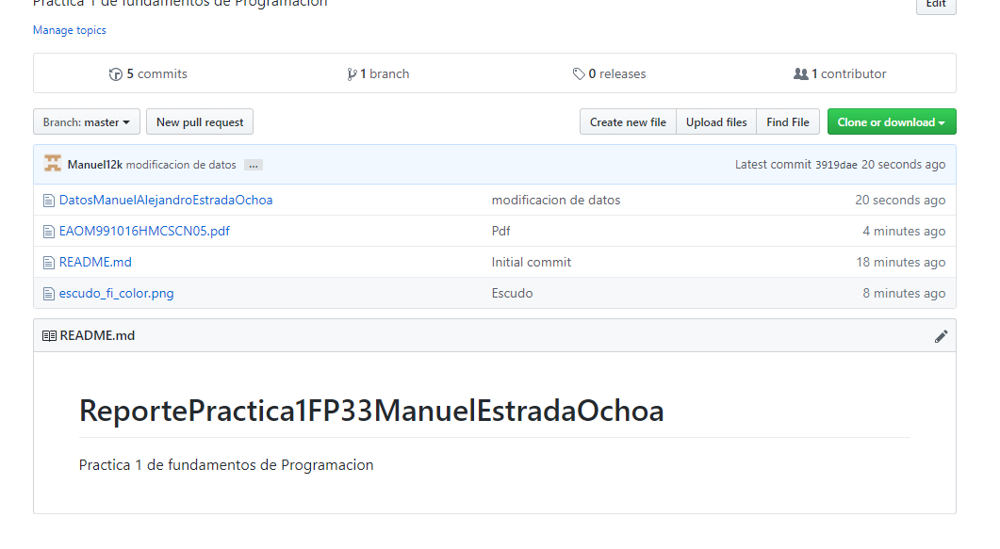 Practica 1 de fundamentos de Programacion
Edit
Manage topics
5 commits
1 branch
0 releases
1 contributor
Branch: master
New pull request
Create new file
Upload files
Find File
Clone or download
Manuel12k modificacion de datos ...
Latest commit 3919dae 20 seconds ago
DatosManuelAlejandroEstradaOchoa modificacion de datos 20 seconds ago
EAOM991016HMCSCN05.pdf Pdf 4 minutes ago
README.md Initial commit 18 minutes ago
escudo_fi_color.png Escudo 8 minutes ago
README.md
ReportePractica1FP33ManuelEstradaOchoa
Practica 1 de fundamentos de Programacion